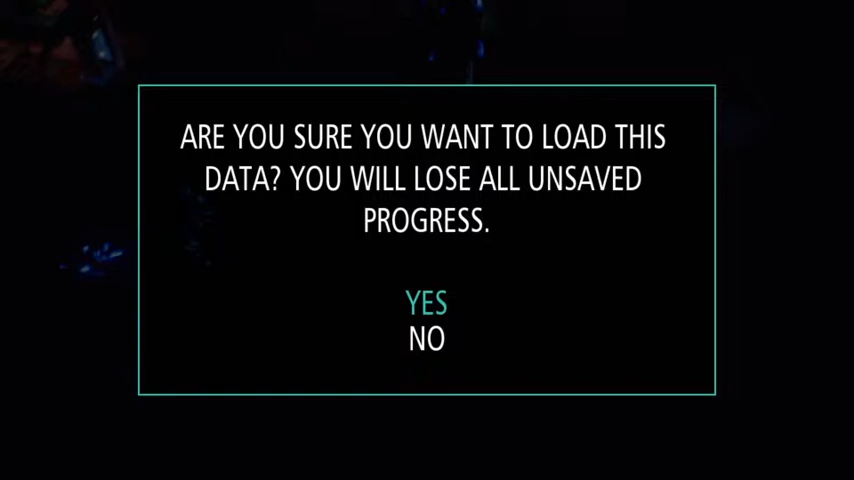 ARE YOU SURE YOU WANT TO LOAD THIS
DATA? YOU WILL LOSE ALL UNSAVED
PROGRESS.
YES
NO